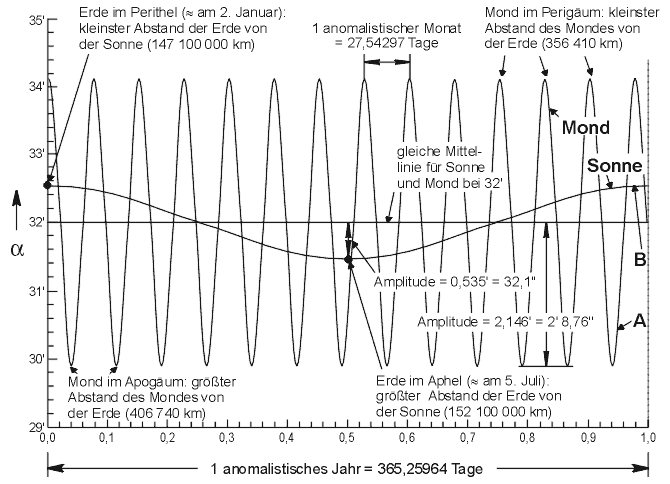 Erde im Perithel (≈ am 2. Januar):
kleinster Abstand der Erde von
der Sonne (147 100 000 km)
1 anomalistischer Monat
= 27,54297 Tage
Mond im Perigäum: kleinster
Abstand des Mondes von
der Erde (356 410 km)
35'
34'
33'
32'
31'
30'
29'
α
Mond
Sonne
gleiche Mittel-
linie für Sonne
und Mond bei 32'
B
Amplitude = 0,535' = 32,1"
Amplitude = 2,146' = 2' 8,76"
A
Mond im Apogäum: größter
Abstand des Mondes von
der Erde (406 740 km)
Erde im Aphel (≈ am 5. Juli):
größter Abstand der Erde von
der Sonne (152 100 000 km)
0,0 0,1 0,2 0,3 0,4 0,5 0,6 0,7 0,8 0,9 1,0
1 anomalistisches Jahr = 365,25964 Tage